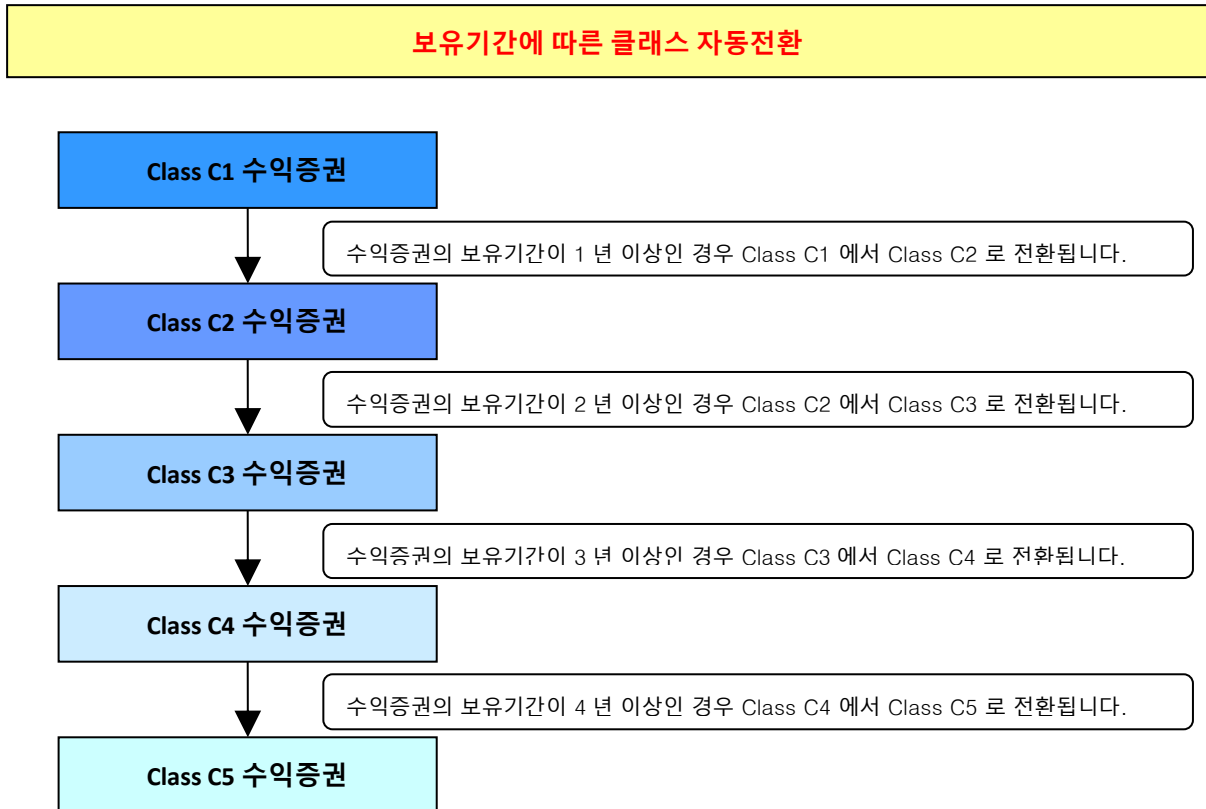 보유기간에 따른 클래스 자동전환
Class C1 수익증권
수익증권의 보유기간이 1 년 이상인 경우 Class C1 에서 Class C2 로 전환됩니다.
Class C2 수익증권
수익증권의 보유기간이 2 년 이상인 경우 Class C2 에서 Class C3 로 전환됩니다.
Class C3 수익증권
수익증권의 보유기간이 3 년 이상인 경우 Class C3 에서 Class C4 로 전환됩니다.
Class C4 수익증권
수익증권의 보유기간이 4 년 이상인 경우 Class C4 에서 Class C5 로 전환됩니다.
Class C5 수익증권